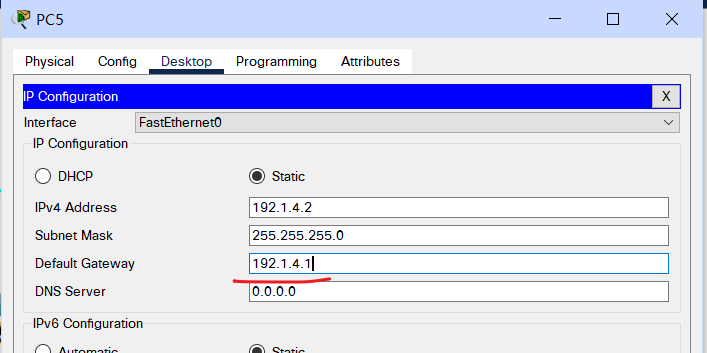 PC5
Physical Config Desktop Programming Attributes
IP Configuration X
Interface FastEthernet0
IP Configuration
DHCP Static
IPv4 Address 192.1.4.2
Subnet Mask 255.255.255.0
Default Gateway 192.1.4.1
DNS Server 0.0.0.0
IPv6 Configuration
Automatic Static